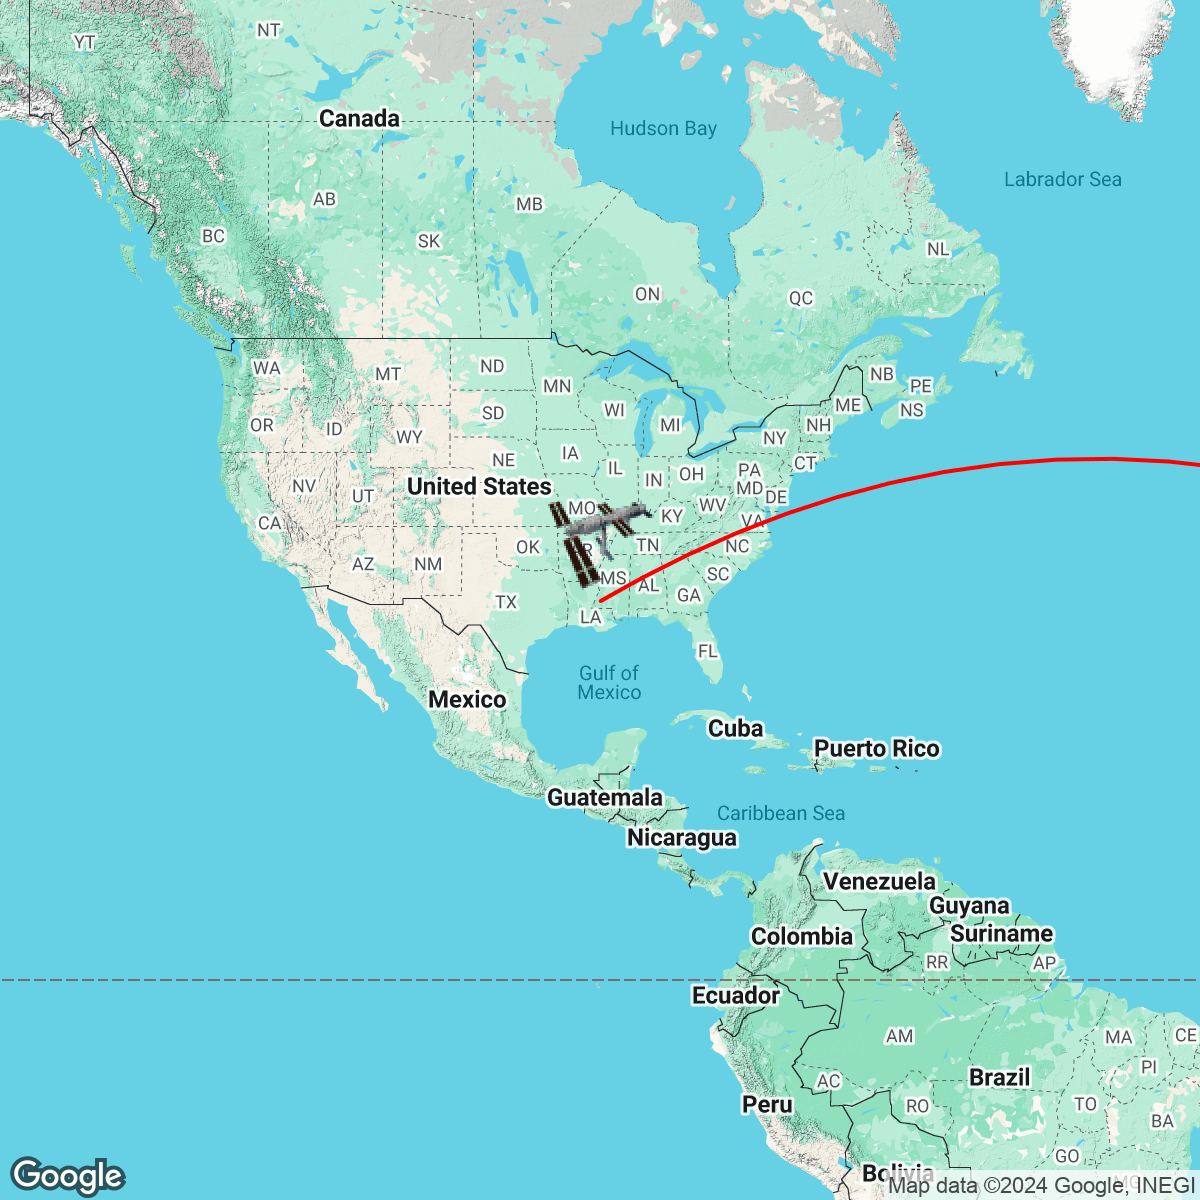 YT
NT
Canada
Hudson Bay
Labrador Sea
AB
MB
BC
SK
NL
ON
QC
WA
MT
ND
MN
NB
PE
OR
ID
WY
SD
WI
MI
ME
NS
NH
NY
NE
IA
IL
IN
OH
PA
CT
NV
UT
United States
MO
KY
WV
MD
DE
VA
CA
AZ
NM
OK
TN
NC
MS
AL
SC
GA
TX
LA
FL
Gulf of
Mexico
Mexico
Cuba
Puerto Rico
Guatemala
Caribbean Sea
Nicaragua
Venezuela
Guyana
Colombia
Suriname
RR
AP
Ecuador
AM
MA
CE
PI
AC
Brazil
Peru
RO
TO
BA
GO
Bolivia
Google
Map data ©2024 Google, INEGI